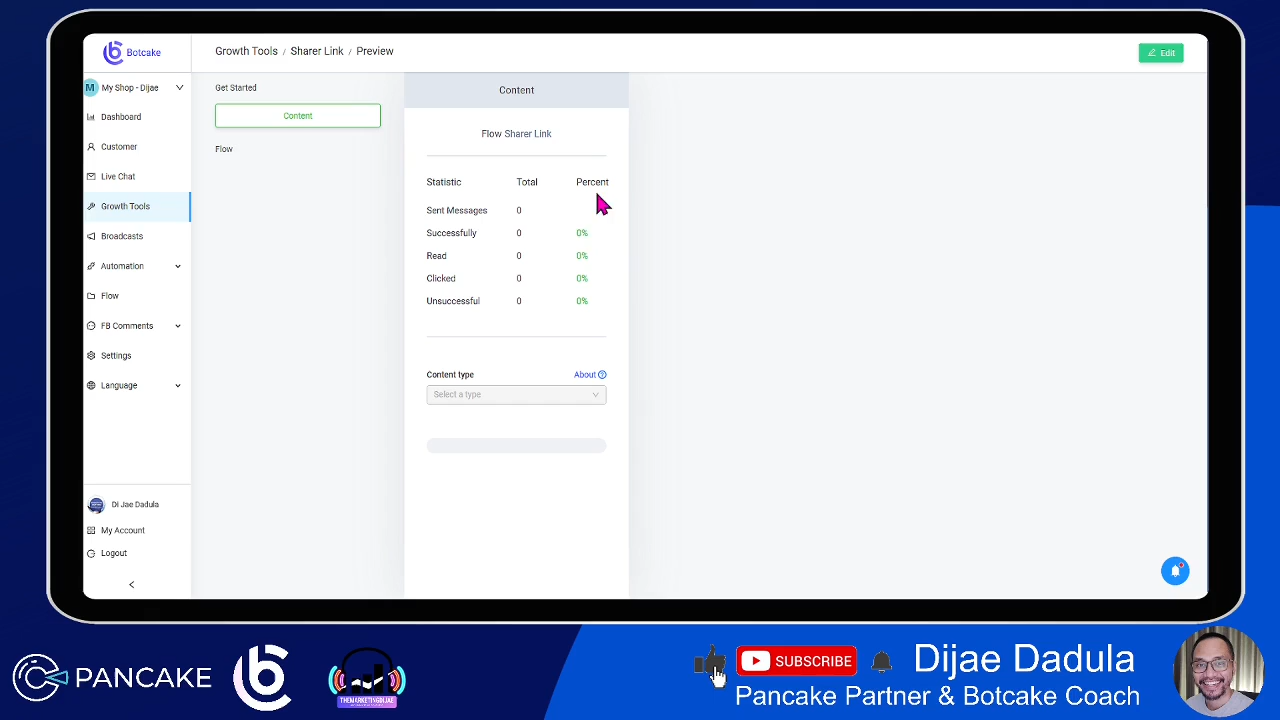 Botcake
Growth Tools / Sharer Link / Preview
Edit
M My Shop - Dijae
Dashboard
Customer
Live Chat
Growth Tools
Broadcasts
Automation
Flow
FB Comments
Settings
Language
Di Jae Dadula
My Account
Logout
Get Started
Content
Flow
Content
Flow Sharer Link
Statistic Total Percent
Sent Messages 0
Successfully 0 0%
Read 0 0%
Clicked 0 0%
Unsuccessful 0 0%
Content type About
Select a type
PANCAKE
THEMARKETINGDIJAE
SUBSCRIBE
Dijae Dadula
Pancake Partner & Botcake Coach